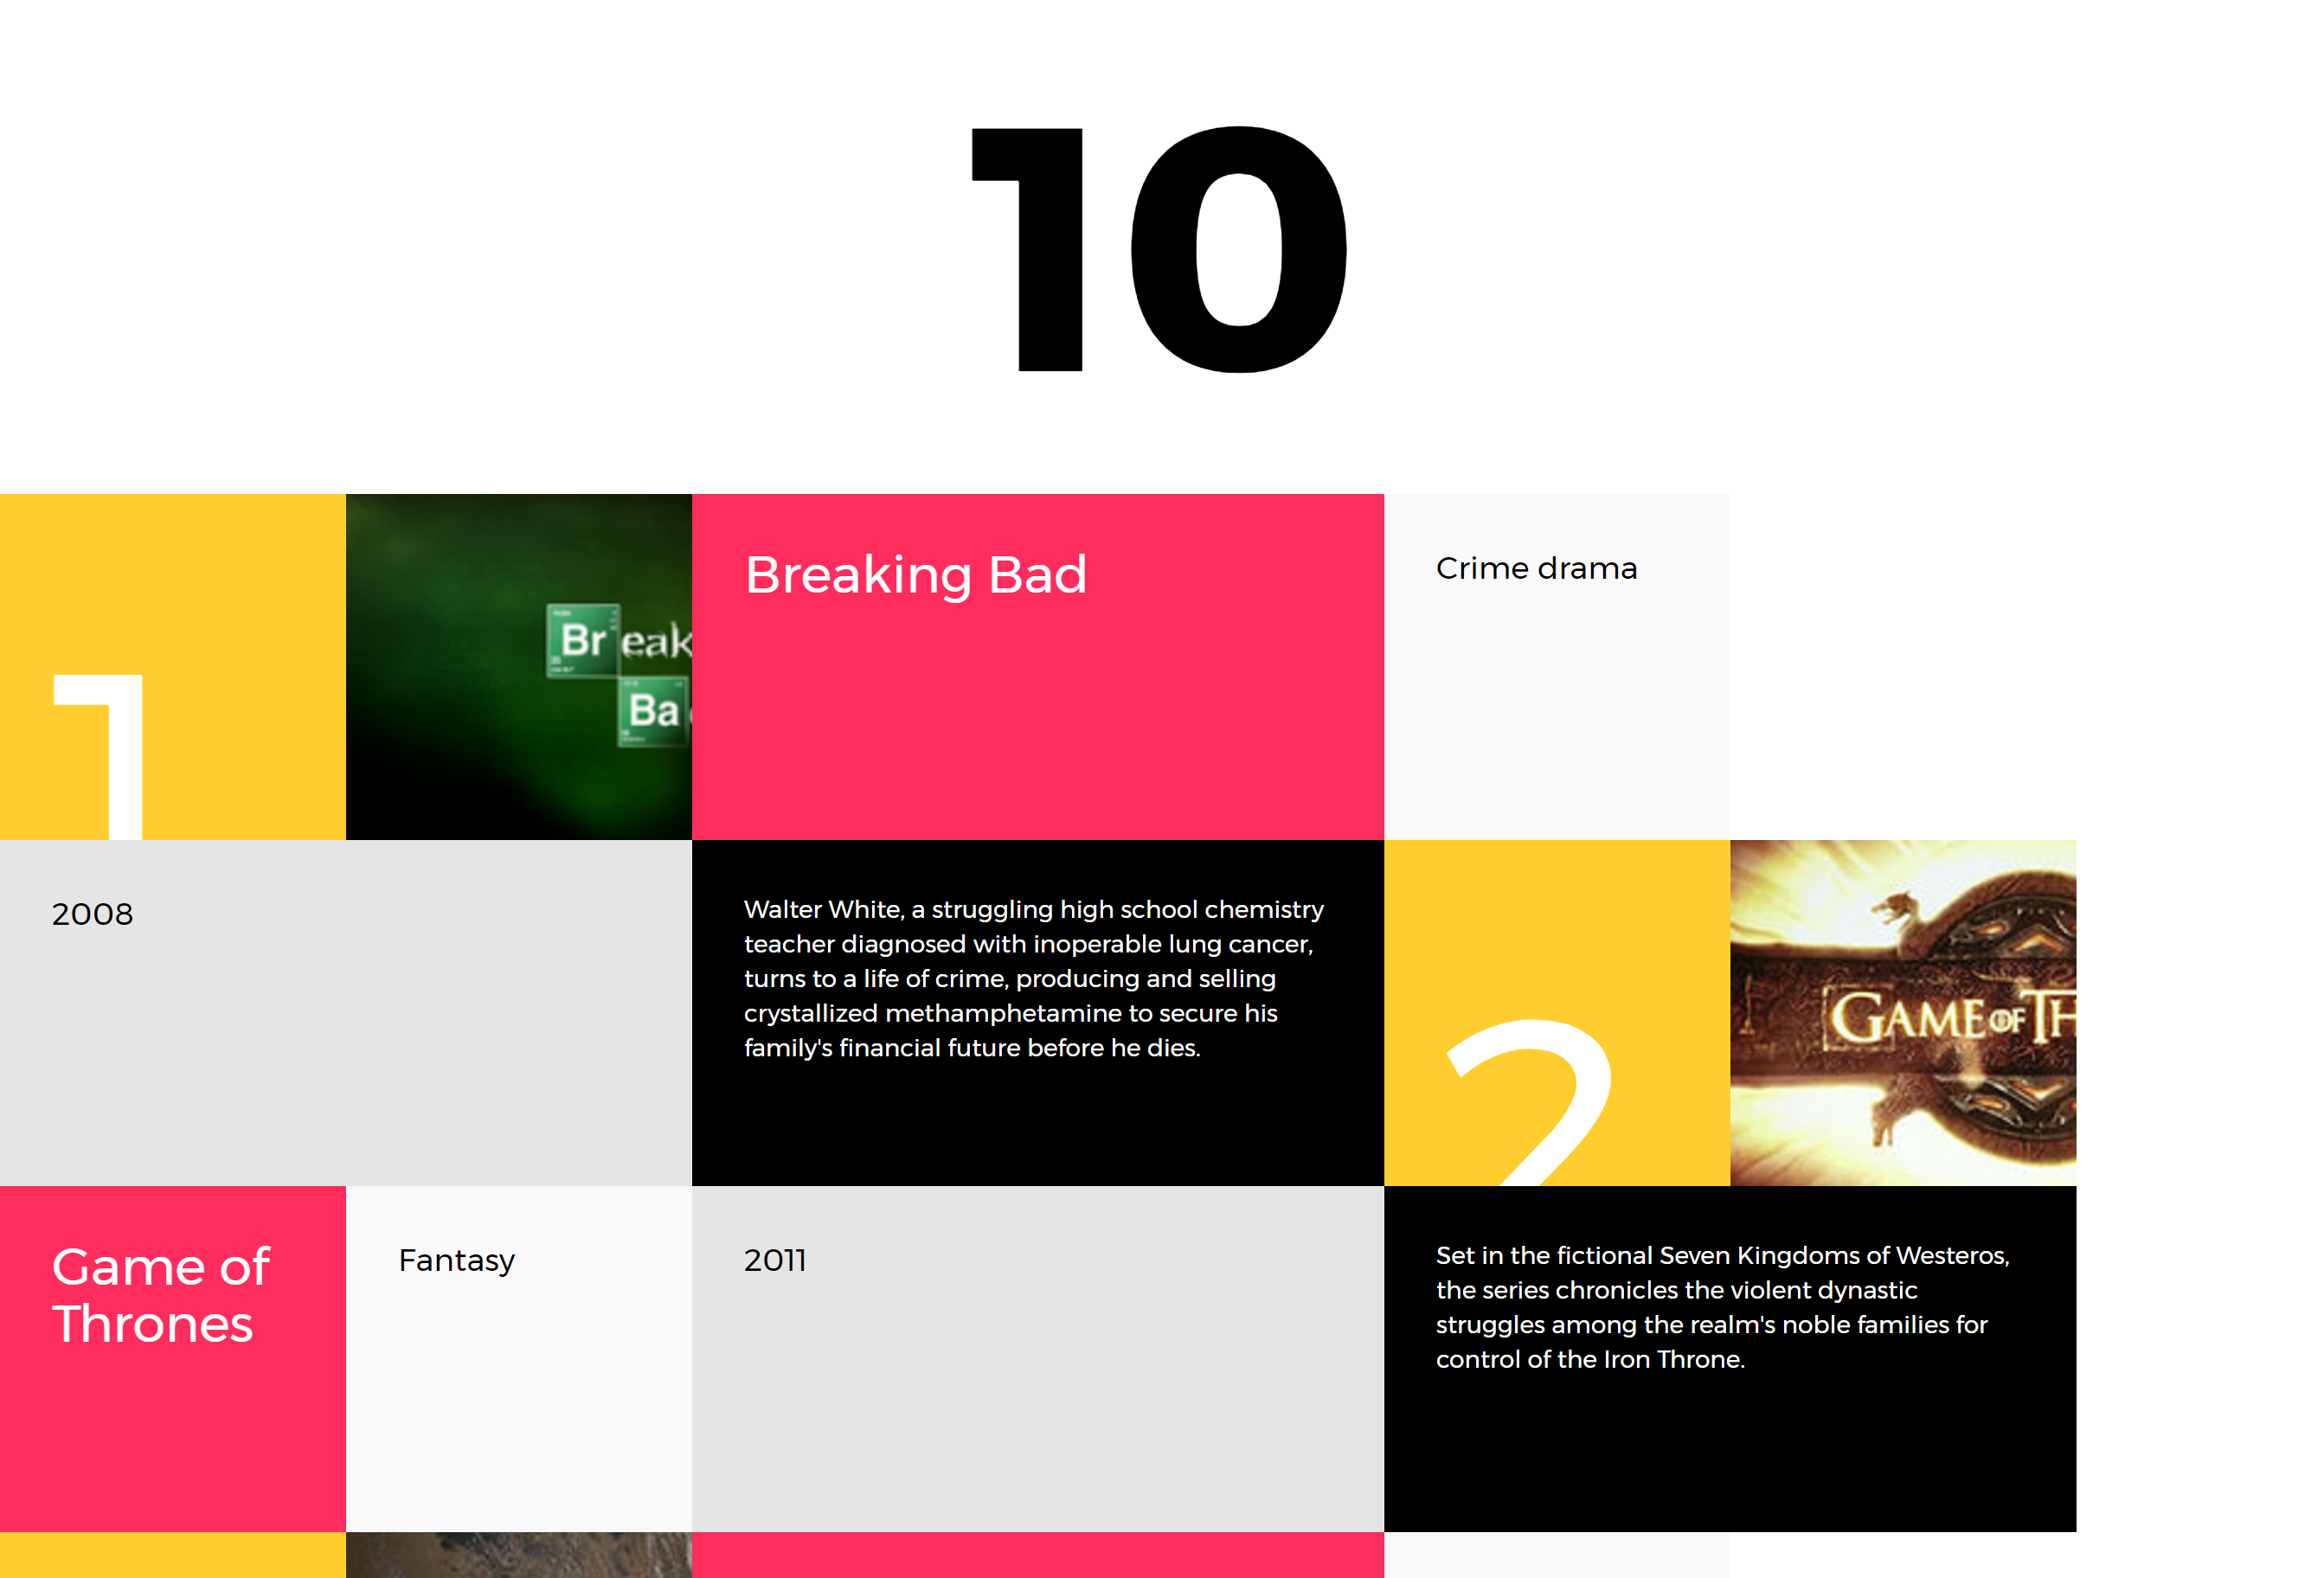 10
1
Br eak
Ba
Breaking Bad
Crime drama
2008
Walter White, a struggling high school chemistry
teacher diagnosed with inoperable lung cancer,
turns to a life of crime, producing and selling
crystallized methamphetamine to secure his
family's financial future before he dies.
2
GAME OF TH
Game of
Thrones
Fantasy
2011
Set in the fictional Seven Kingdoms of Westeros,
the series chronicles the violent dynastic
struggles among the realm's noble families for
control of the Iron Throne.